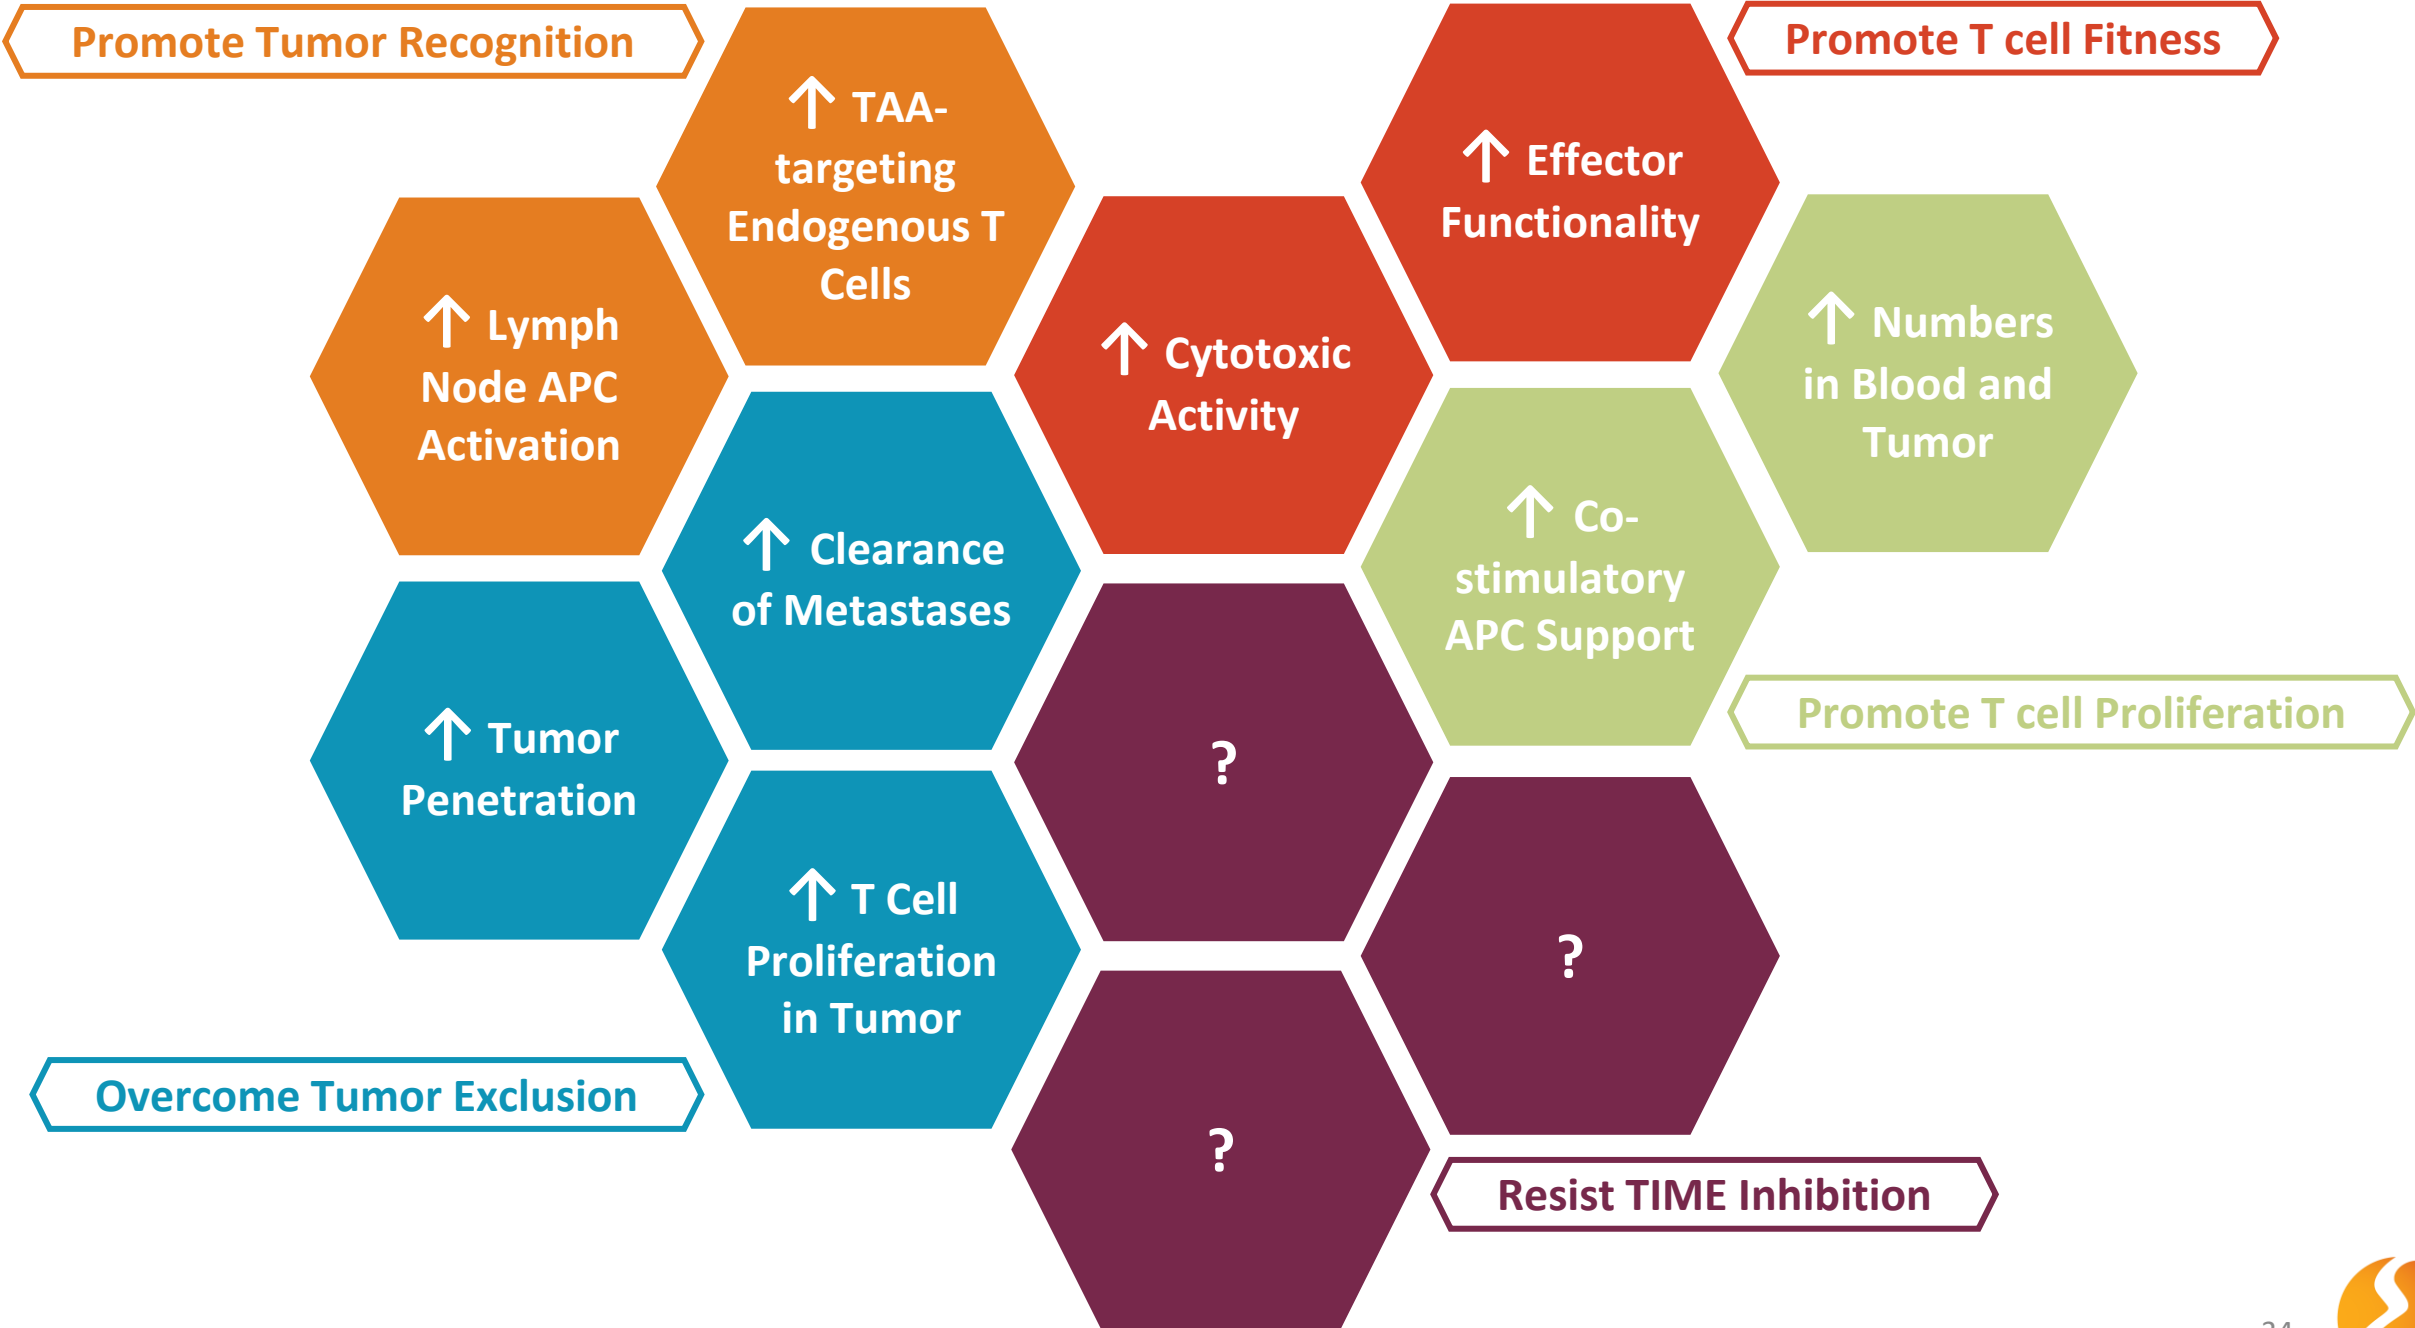 Promote Tumor Recognition
Promote T cell Fitness
↑ TAA-
targeting
Endogenous T
Cells
↑ Effector
Functionality
↑ Lymph
Node APC
Activation
↑ Cytotoxic
Activity
↑ Numbers
in Blood and
Tumor
↑ Clearance
of Metastases
↑ Co-
stimulatory
APC Support
↑ Tumor
Penetration
?
Promote T cell Proliferation
↑ T Cell
Proliferation
in Tumor
?
Overcome Tumor Exclusion
?
Resist TIME Inhibition